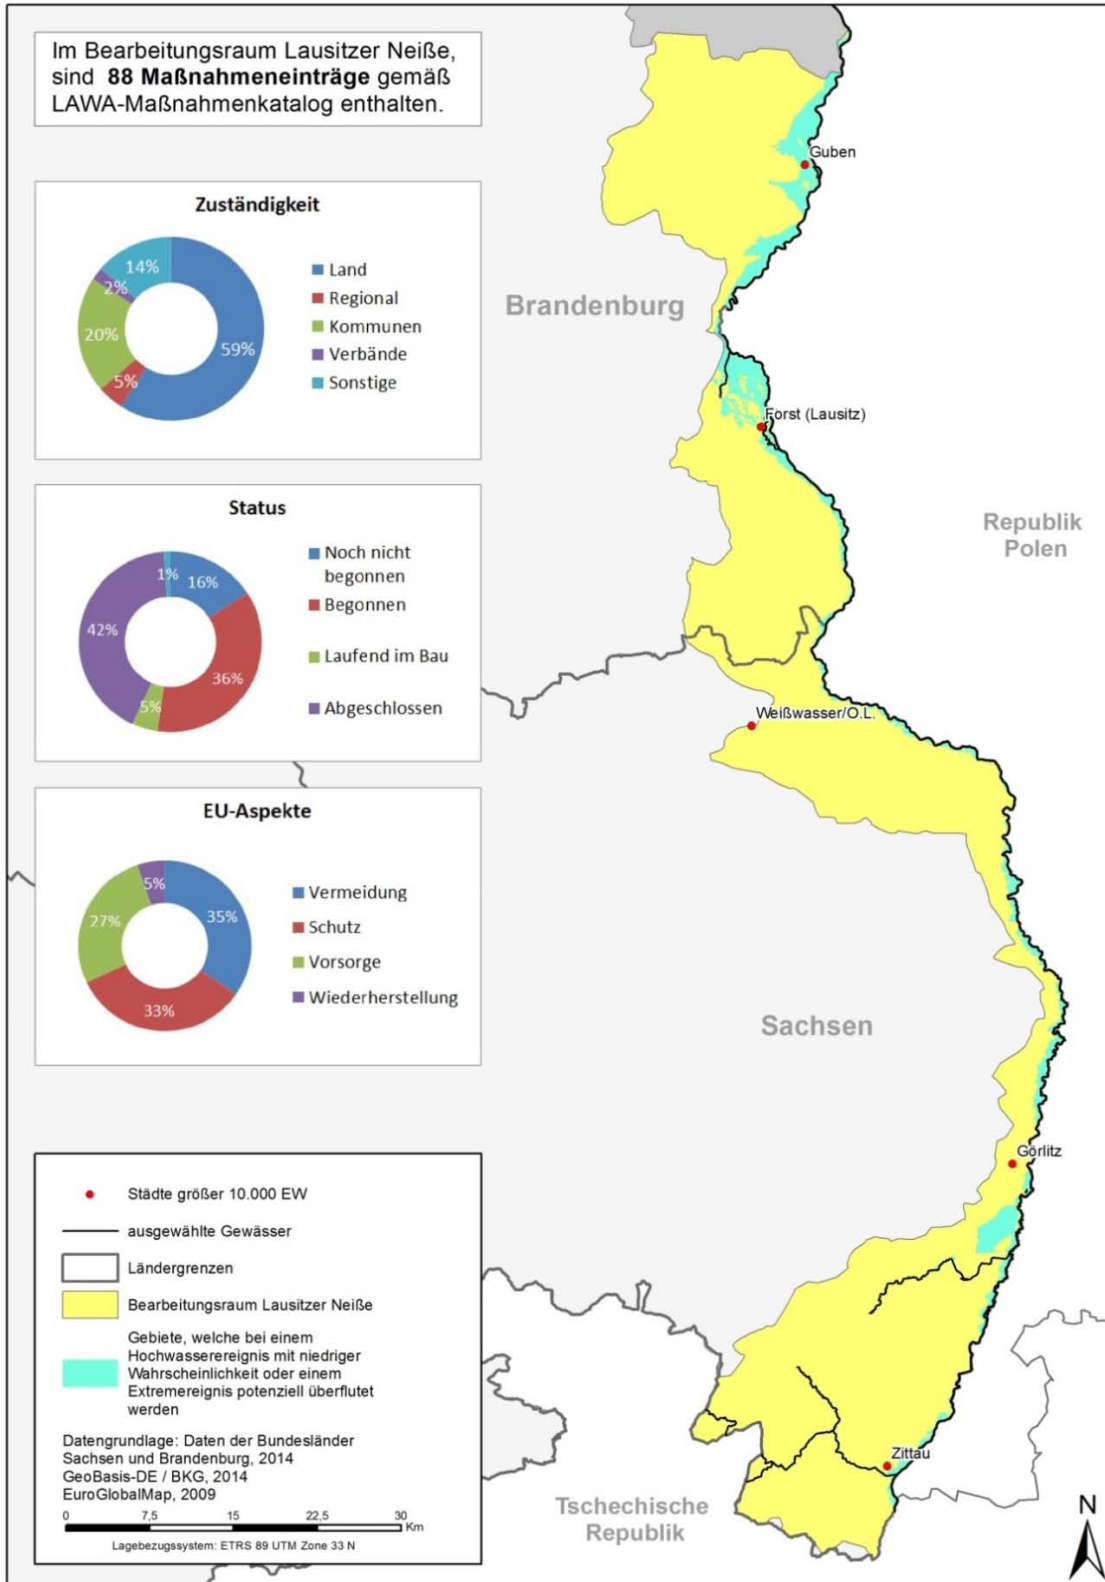 Im Bearbeitungsraum Lausitzer Neiße,
sind 88 Maßnahmeneinträge gemäß
LAWA-Maßnahmenkatalog enthalten.
Zuständigkeit
14%
2%
20%
5%
59%
Land
Regional
Kommunen
Verbände
Sonstige
Status
1%
16%
42%
36%
5%
Noch nicht
begonnen
Begonnen
Laufend im Bau
Abgeschlossen
EU-Aspekte
5%
35%
27%
33%
Vermeidung
Schutz
Vorsorge
Wiederherstellung
Guben
Brandenburg
Forst (Lausitz)
Republik
Polen
Weißwasser/O.L.
Sachsen
Görlitz
Zittau
Tschechische
Republik
N
Städte größer 10.000 EW
ausgewählte Gewässer
Ländergrenzen
Bearbeitungsraum Lausitzer Neiße
Gebiete, welche bei einem
Hochwasserereignis mit niedriger
Wahrscheinlichkeit oder einem
Extremereignis potenziell überflutet
werden
Datengrundlage: Daten der Bundesländer
Sachsen und Brandenburg, 2014
GeoBasis-DE / BKG, 2014
EuroGlobalMap, 2009
0 7,5 15 22,5 30
Km
Lagebezugssystem: ETRS 89 UTM Zone 33 N